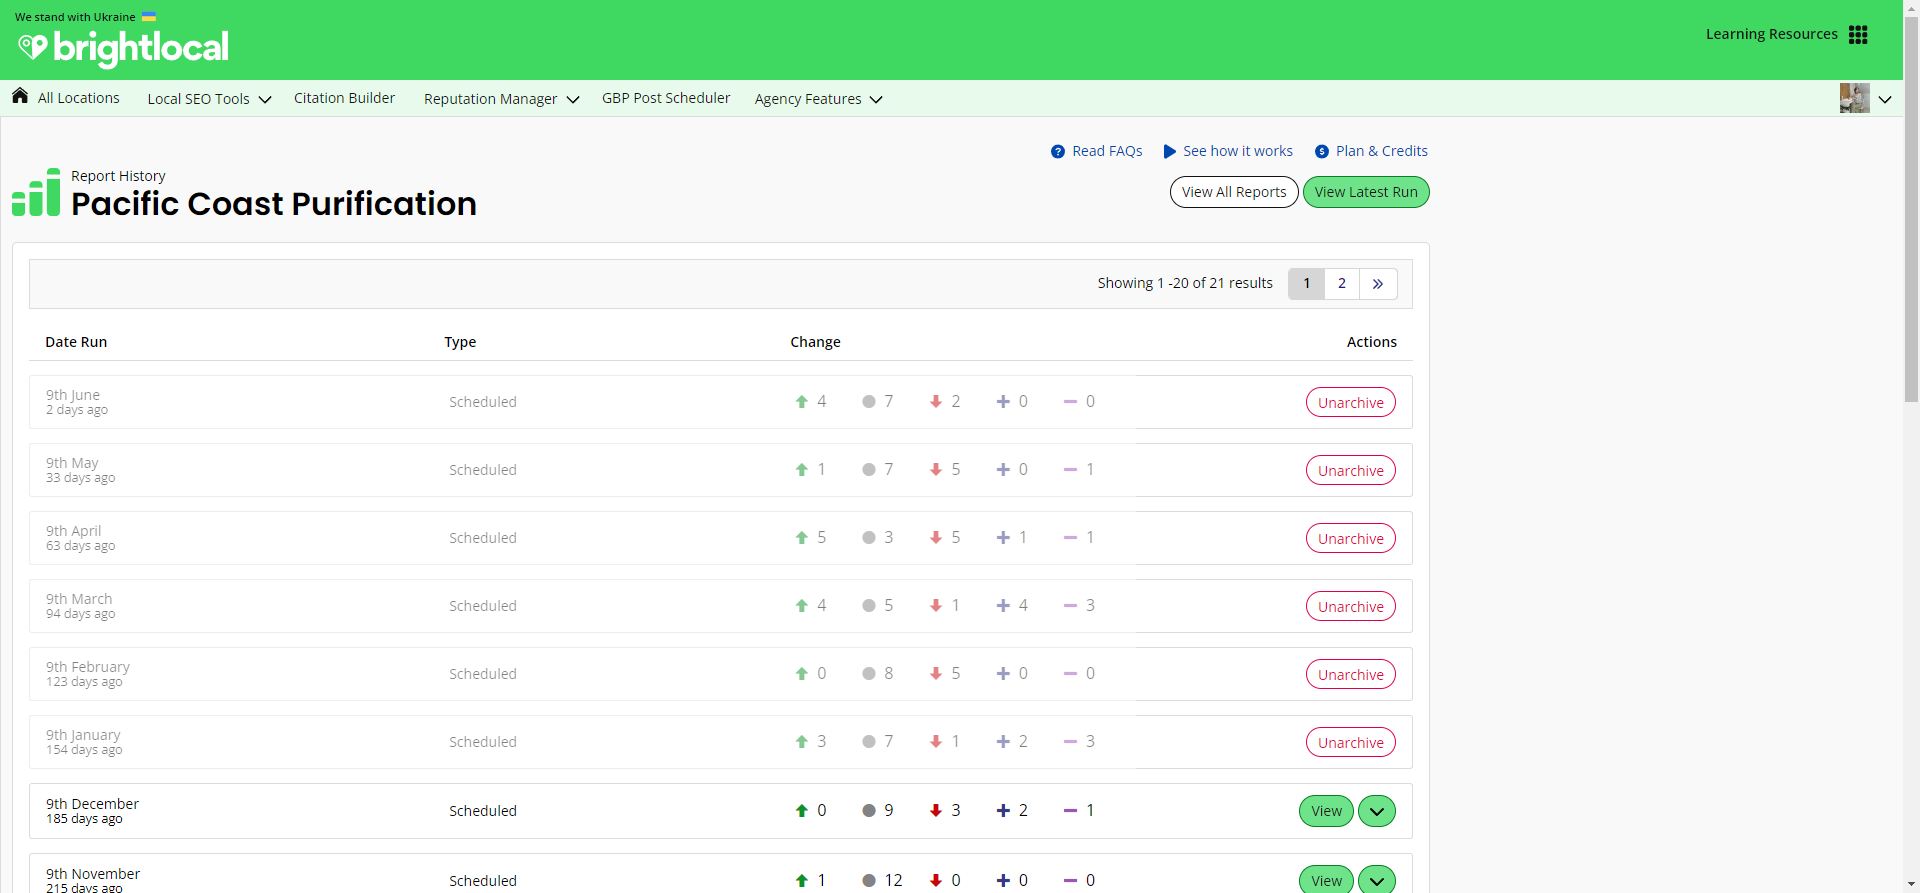 We stand with Ukraine
brightlocal
Learning Resources
All Locations Local SEO Tools Citation Builder Reputation Manager GBP Post Scheduler Agency Features
Read FAQs See how it works Plan & Credits
Report History
Pacific Coast Purification
View All Reports View Latest Run
Showing 1 -20 of 21 results 1 2 »
Date Run Type Change Actions
9th June
2 days ago
Scheduled 4 7 2 0 0 Unarchive
9th May
33 days ago
Scheduled 1 7 5 0 1 Unarchive
9th April
63 days ago
Scheduled 5 3 5 1 1 Unarchive
9th March
94 days ago
Scheduled 4 5 1 4 3 Unarchive
9th February
123 days ago
Scheduled 0 8 5 0 0 Unarchive
9th January
154 days ago
Scheduled 3 7 1 2 3 Unarchive
9th December
185 days ago
Scheduled 0 9 3 2 1 View
9th November
215 days ago
Scheduled 1 12 0 0 0 View